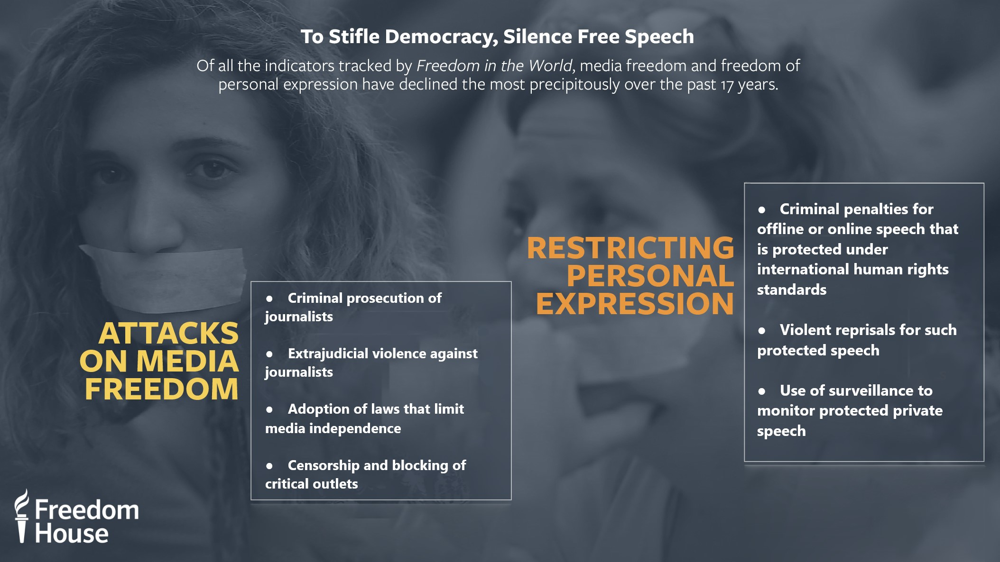 To Stifle Democracy, Silence Free Speech
Of all the indicators tracked by Freedom in the World, media freedom and freedom of
personal expression have declined the most precipitously over the past 17 years.
ATTACKS
ON MEDIA
FREEDOM
● Criminal prosecution of
journalists
● Extrajudicial violence against
journalists
● Adoption of laws that limit
media independence
● Censorship and blocking of
critical outlets
RESTRICTING
PERSONAL
EXPRESSION
● Criminal penalties for
offline or online speech that
is protected under
international human rights
standards
● Violent reprisals for such
protected speech
● Use of surveillance to
monitor protected private
speech
Freedom
House